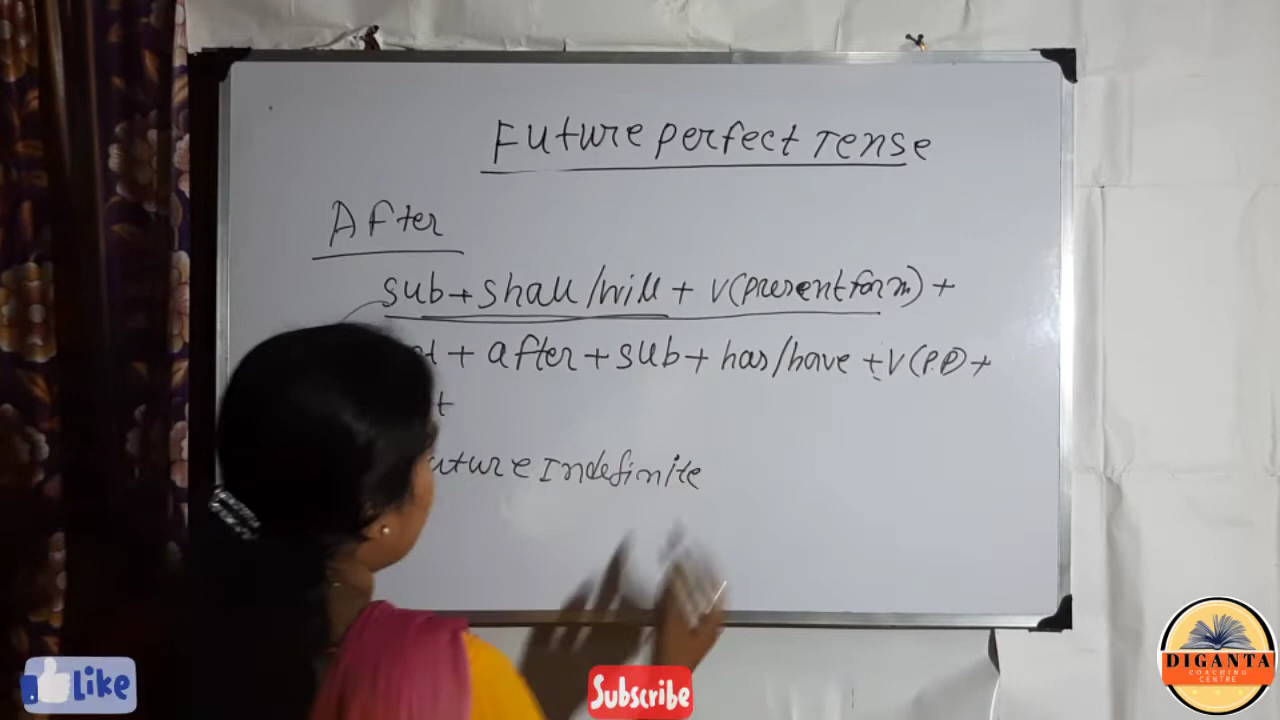 Future perfect Tense
After
sub + shall/will + V(present form) +
+ after + sub + has/have + V(P.P) +
Future Indefinite
Like
Subscribe
DIGANTA
COACHING
CENTRE